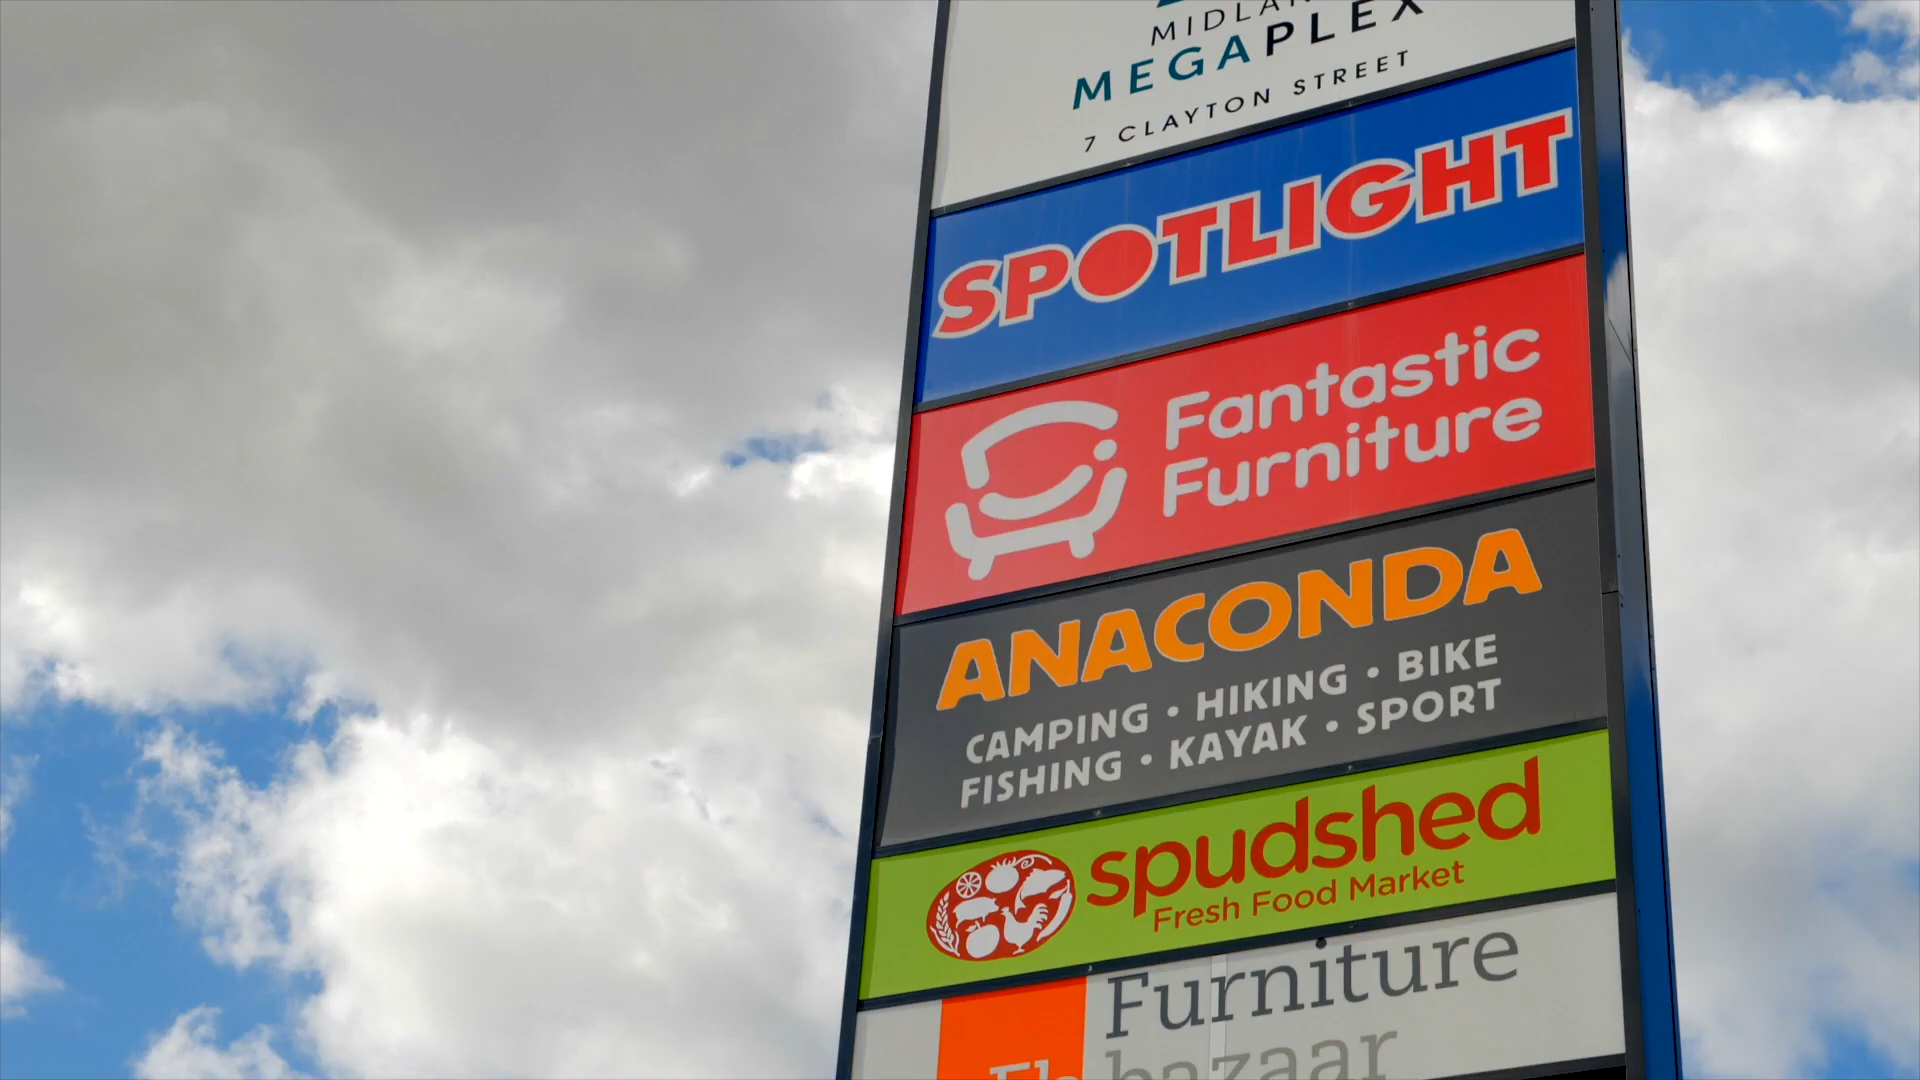 MEGAPLEX
7 CLAYTON STREET
SPOTLIGHT
Fantastic
Furniture
ANACONDA
CAMPING • HIKING • BIKE
FISHING • KAYAK • SPORT
spudshed
Fresh Food Market
Furniture
bazaar